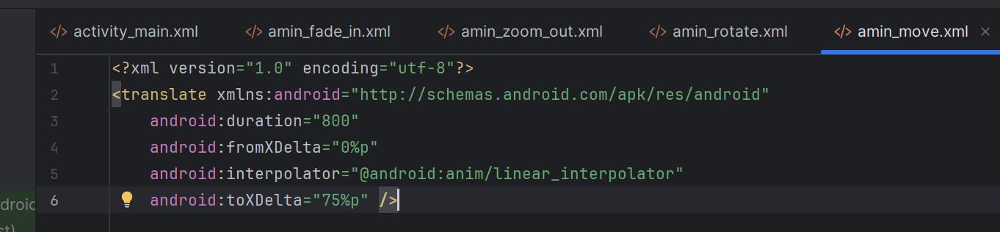 activity_main.xml amin_fade_in.xml amin_zoom_out.xml amin_rotate.xml amin_move.xml
1 <?xml version="1.0" encoding="utf-8"?>
2 <translate xmlns:android="http://schemas.android.com/apk/res/android"
3 android:duration="800"
4 android:fromXDelta="0%p"
5 android:interpolator="@android:anim/linear_interpolator"
6 android:toXDelta="75%p" />